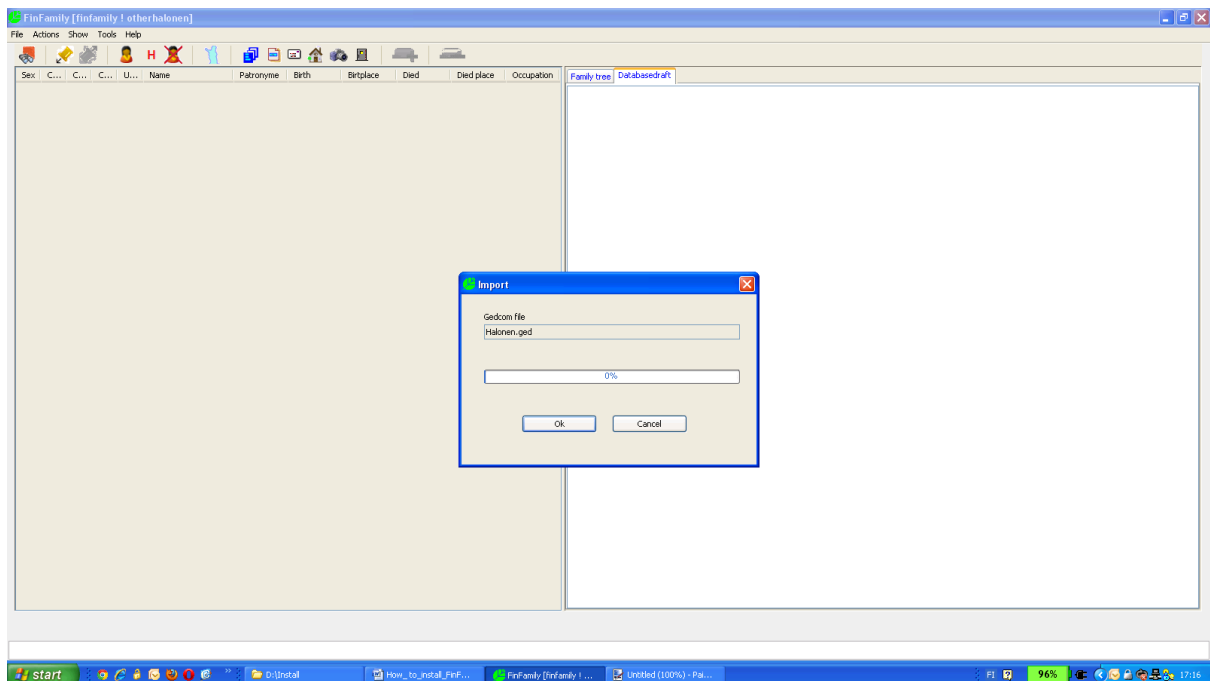 FinFamily [finfamily ! otherhalonen]
File Actions Show Tools Help
H
Sex C... C... C... U... Name Patronyme Birth Birtplace Died Died place Occupation
Family tree Databasedraft
Import
Gedcom file
Halonen.ged
0%
Ok Cancel
start D:\Install How_to_install_FinF... FinFamily [finfamily ! ... Untitled (100%) - Pai... FI 96% 17:16